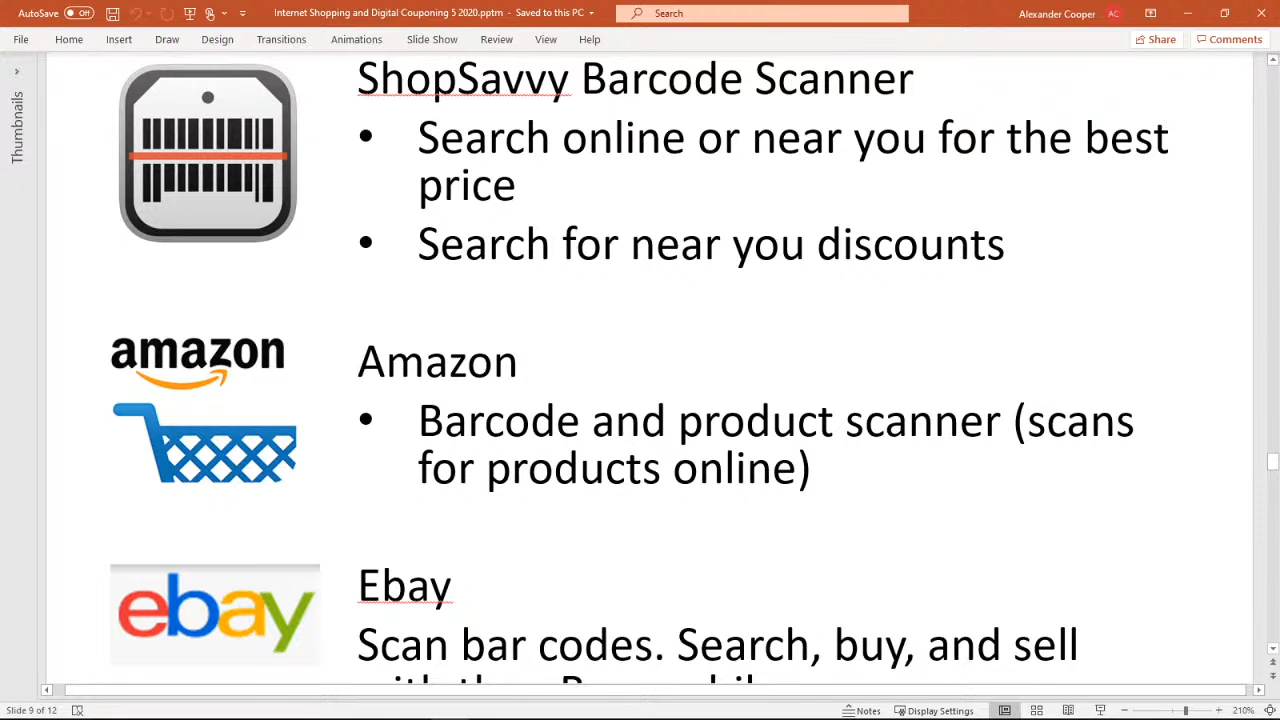 AutoSave Off Internet Shopping and Digital Couponing 5 2020.pptm - Saved to this PC Search Alexander Cooper AC
File Home Insert Draw Design Transitions Animations Slide Show Review View Help Share Comments
Thumbnails
ShopSavvy Barcode Scanner
• Search online or near you for the best
price
• Search for near you discounts
amazon
Amazon
• Barcode and product scanner (scans
for products online)
ebay
Ebay
Scan bar codes. Search, buy, and sell
Slide 9 of 12 Notes Display Settings 210%